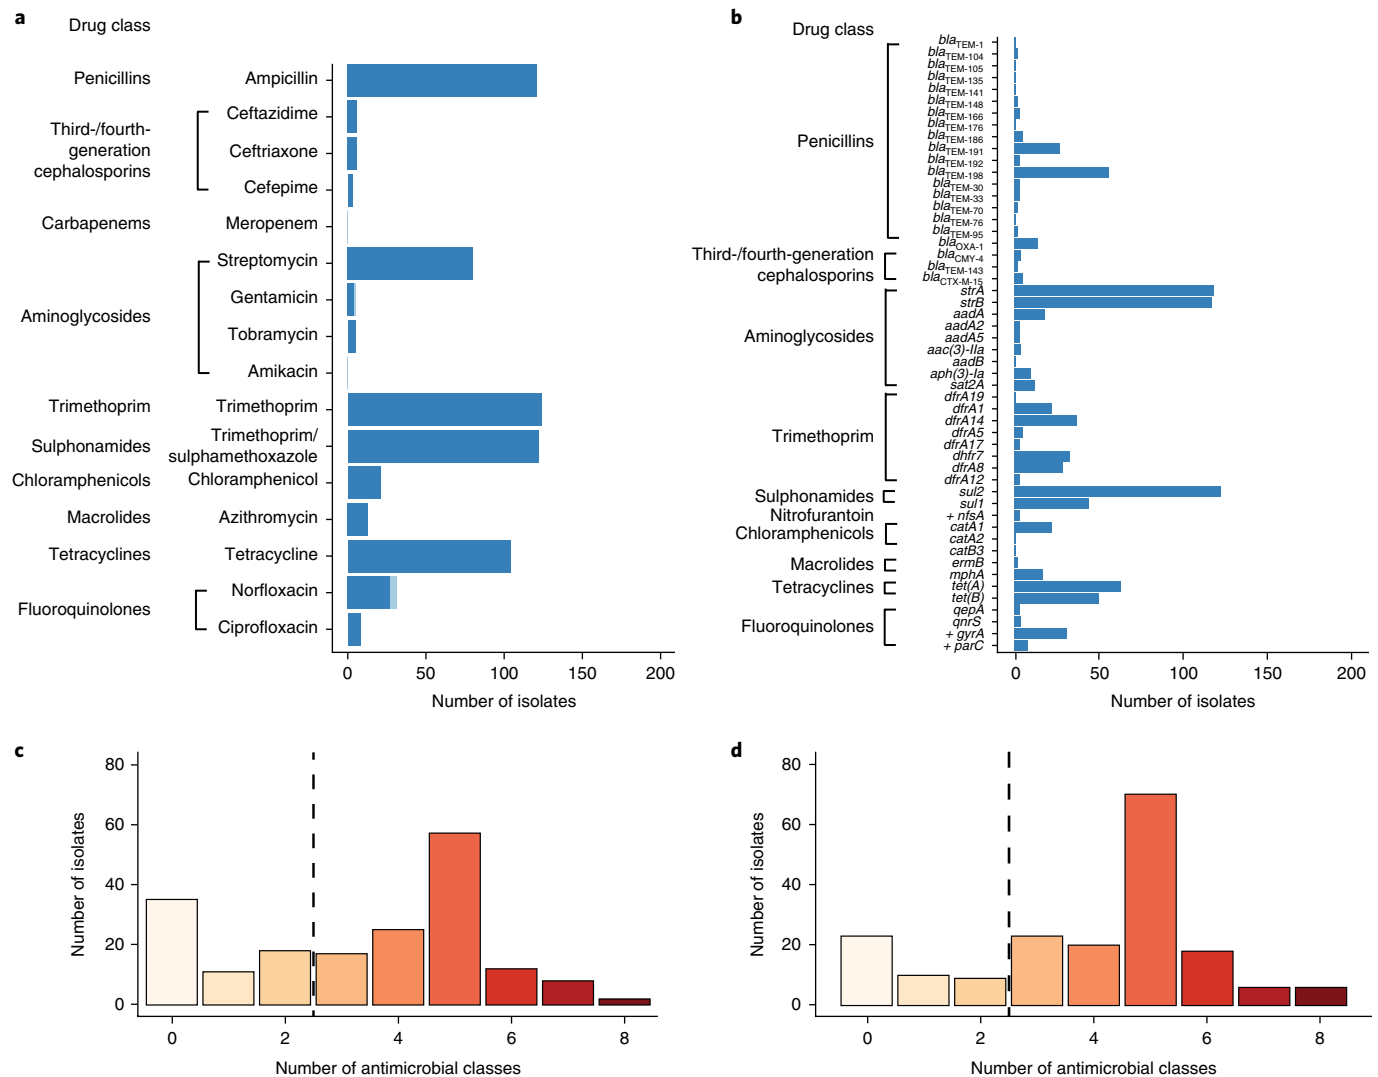 a
Drug class
Penicillins
Ampicillin
Third-/fourth-
generation
cephalosporins
Ceftazidime
Ceftriaxone
Cefepime
Carbapenems
Meropenem
Aminoglycosides
Streptomycin
Gentamicin
Tobramycin
Amikacin
Trimethoprim
Trimethoprim
Sulphonamides
Trimethoprim/
sulphamethoxazole
Chloramphenicols
Chloramphenicol
Macrolides
Azithromycin
Tetracyclines
Tetracycline
Fluoroquinolones
Norfloxacin
Ciprofloxacin
0 50 100 150 200
Number of isolates
b
Drug class
Penicillins
blaTEM-1
blaTEM-104
blaTEM-105
blaTEM-135
blaTEM-141
blaTEM-148
blaTEM-166
blaTEM-176
blaTEM-186
blaTEM-191
blaTEM-192
blaTEM-198
blaTEM-30
blaTEM-33
blaTEM-70
blaTEM-76
blaTEM-95
blaOXA-1
Third-/fourth-generation
cephalosporins
blaCMY-4
blaTEM-143
blaCTX-M-15
Aminoglycosides
strA
strB
aadA
aadA2
aadA5
aac(3)-IIa
aadB
aph(3)-Ia
sat2A
Trimethoprim
dfrA19
dfrA1
dfrA14
dfrA5
dfrA17
dhfr7
dfrA8
dfrA12
Sulphonamides
sul2
sul1
Nitrofurantoin
+ nfsA
Chloramphenicols
catA1
catA2
catB3
Macrolides
ermB
mphA
Tetracyclines
tet(A)
tet(B)
Fluoroquinolones
qepA
qnrS
+ gyrA
+ parC
0 50 100 150 200
Number of isolates
c
Number of isolates
80
60
40
20
0
0 2 4 6 8
Number of antimicrobial classes
d
Number of isolates
80
60
40
20
0
0 2 4 6 8
Number of antimicrobial classes